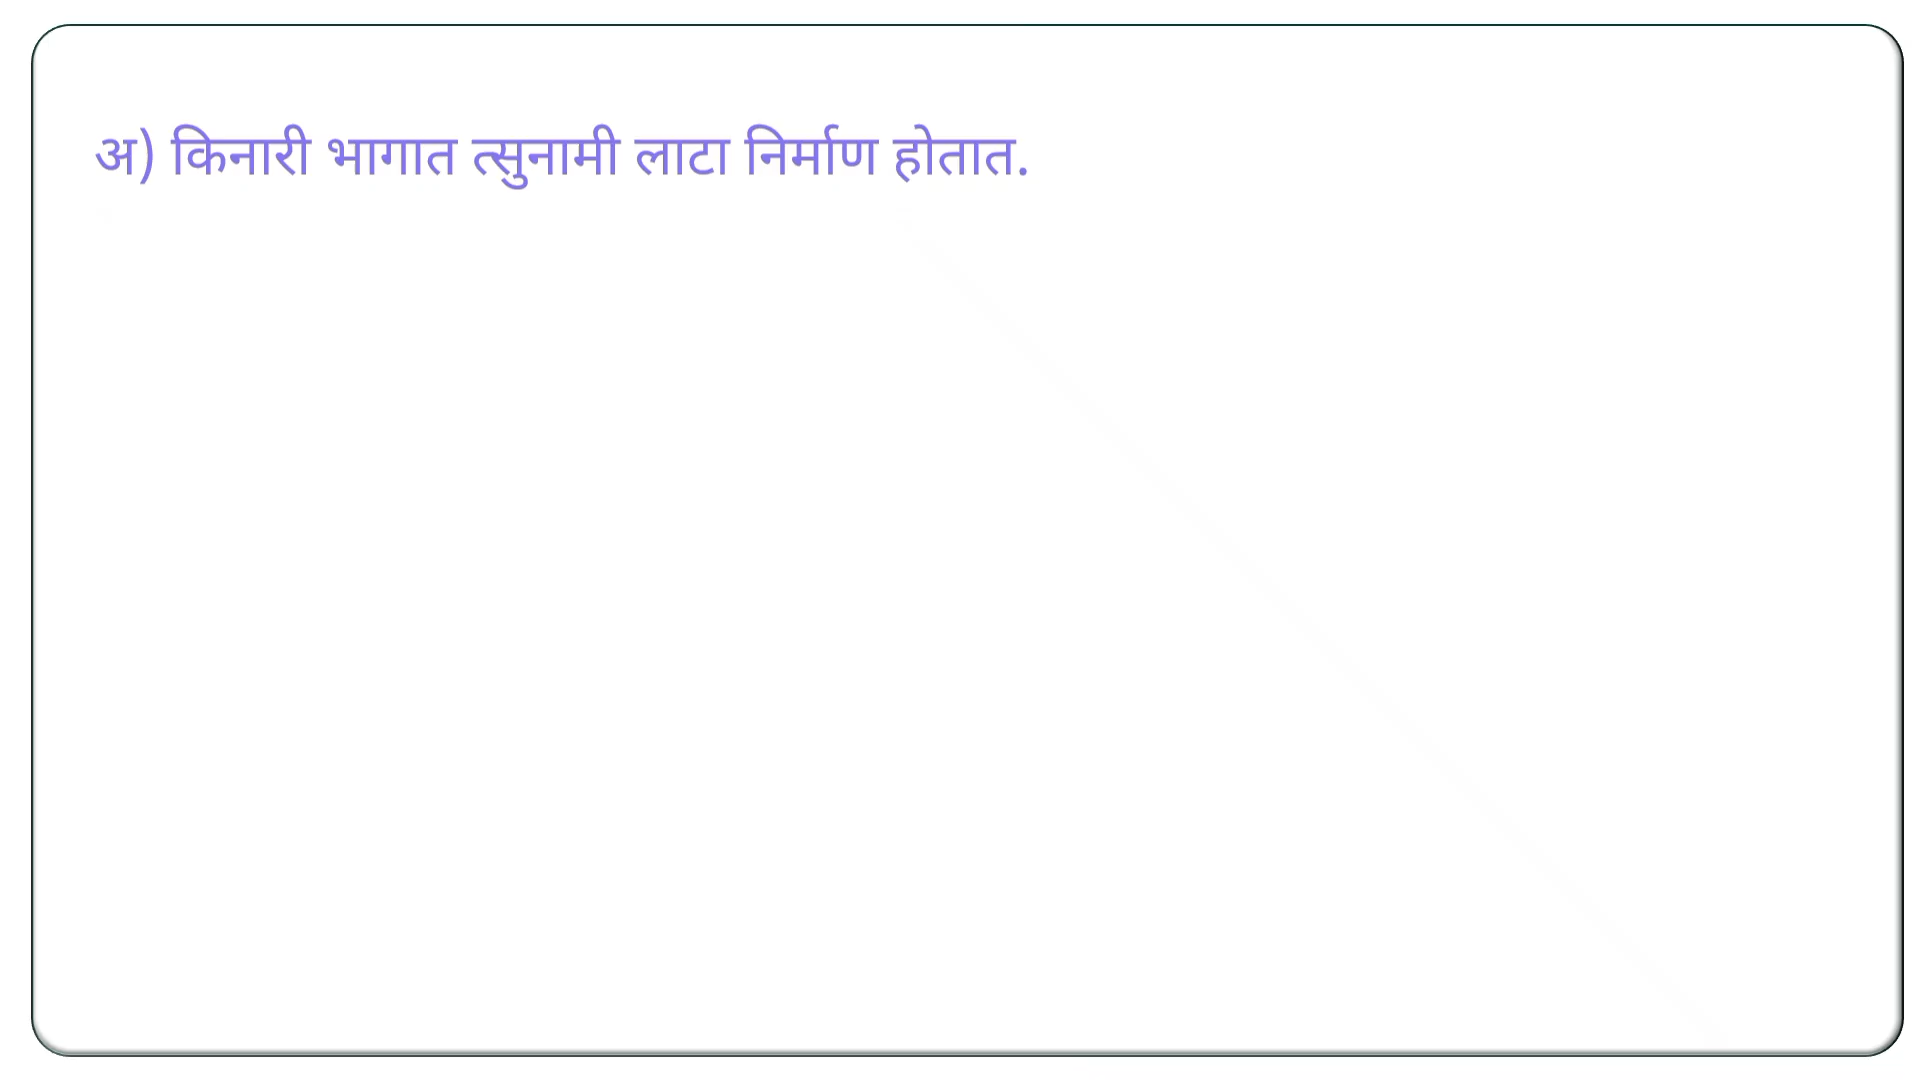 अ) किनारी भागात त्सुनामी लाटा निर्माण होतात.